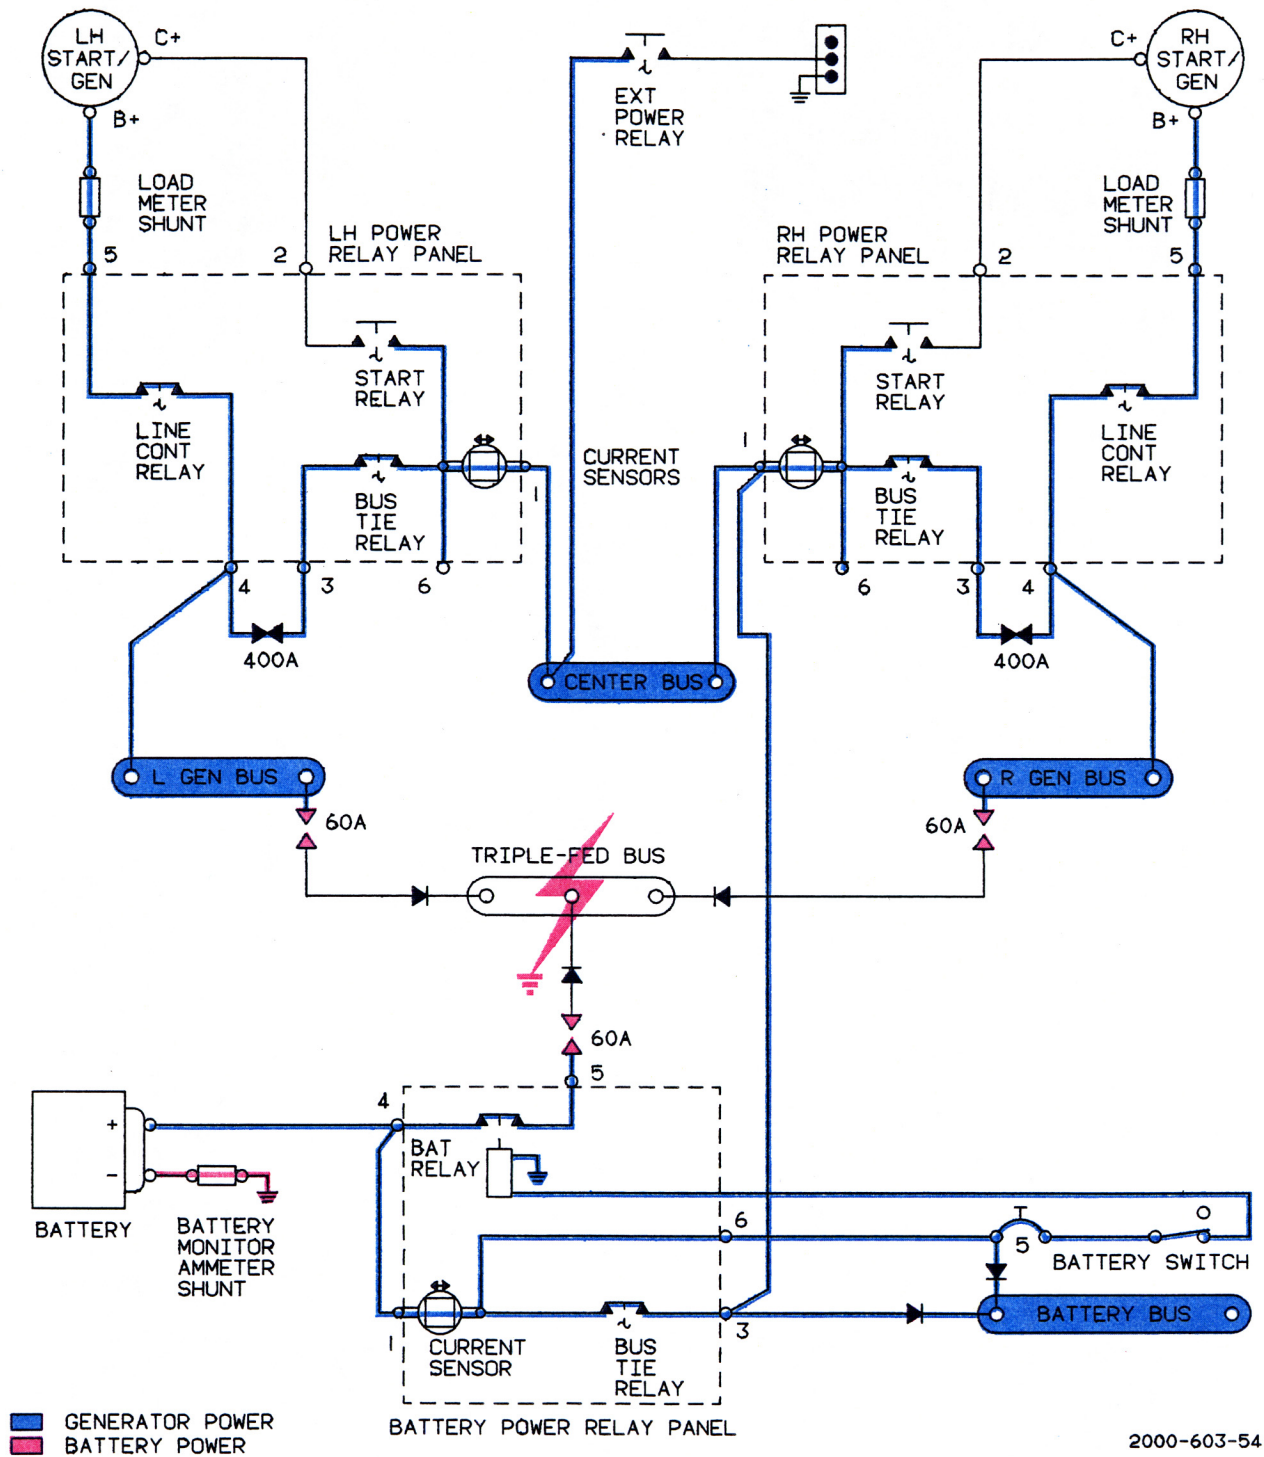 LH
START/
GEN
C+
B+
LOAD
METER
SHUNT
5
2
LH POWER
RELAY PANEL
EXT
POWER
RELAY
C+
RH
START/
GEN
B+
LOAD
METER
SHUNT
RH POWER
RELAY PANEL
2
5
START
RELAY
LINE
CONT
RELAY
BUS
TIE
RELAY
1
CURRENT
SENSORS
1
START
RELAY
LINE
CONT
RELAY
BUS
TIE
RELAY
4
3
6
400A
6
3
4
400A
CENTER BUS
L GEN BUS
R GEN BUS
60A
60A
TRIPLE-FED BUS
60A
5
4
+
-
BATTERY
BATTERY
MONITOR
AMMETER
SHUNT
BAT
RELAY
6
5
BATTERY SWITCH
1
CURRENT
SENSOR
BUS
TIE
RELAY
3
BATTERY BUS
BATTERY POWER RELAY PANEL
GENERATOR POWER
BATTERY POWER
2000-603-54